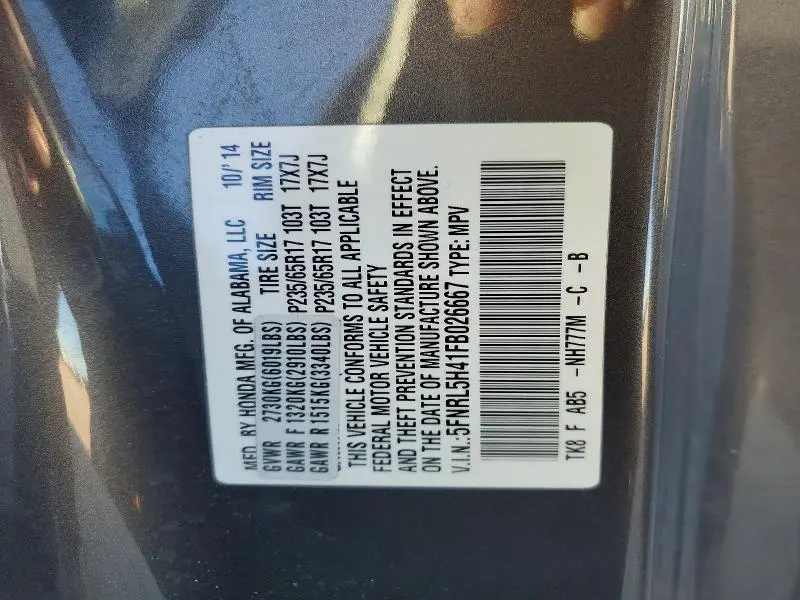 MFD. BY HONDA MFG. OF ALABAMA, LLC 10/'14
GVWR 2730KG(6019LBS) TIRE SIZE RIM SIZE
GAWR F 1320KG(2910LBS) P235/65R17 103T 17X7J
GAWR R 1515KG(3340LBS) P235/65R17 103T 17X7J
THIS VEHICLE CONFORMS TO ALL APPLICABLE
FEDERAL MOTOR VEHICLE SAFETY
AND THEFT PREVENTION STANDARDS IN EFFECT
ON THE DATE OF MANUFACTURE SHOWN ABOVE.
V.I.N.:5FNRL5H41FB026667 TYPE: MPV
TK8 F AB5 -NH777M -C -B